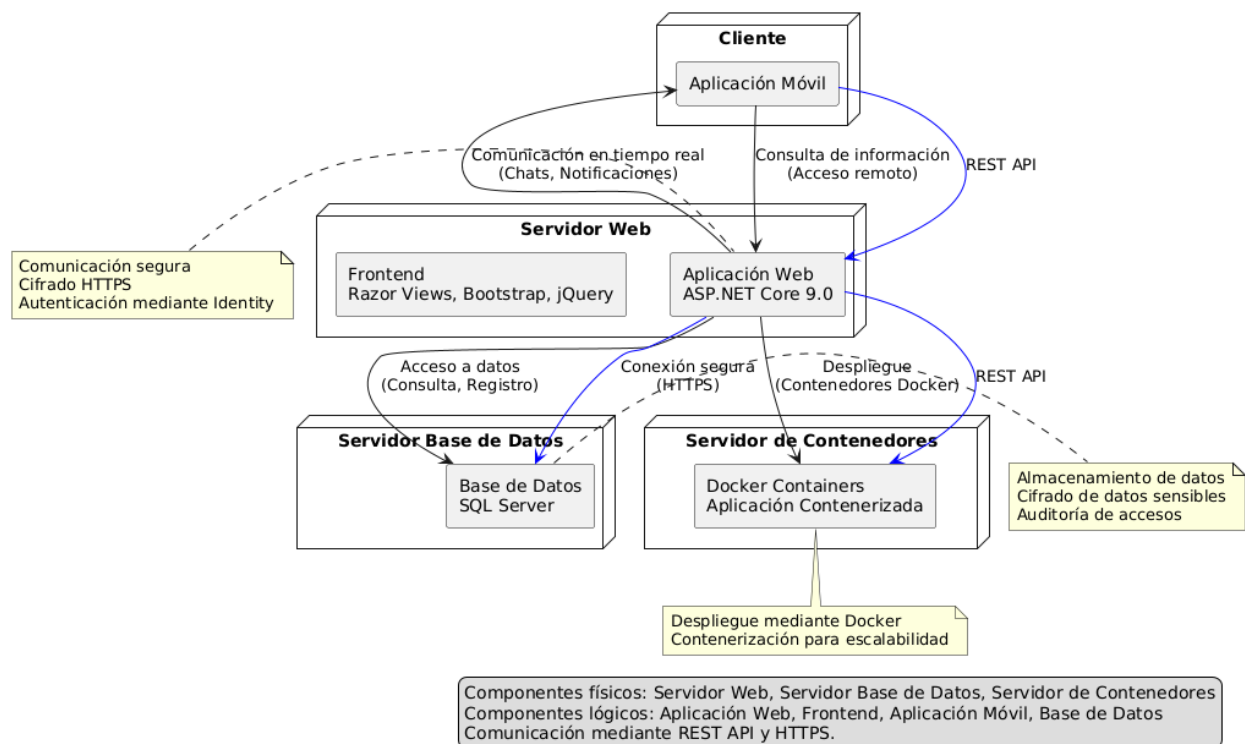 Cliente
Aplicación Móvil
Comunicación en tiempo real
(Chats, Notificaciones)
Consulta de información
(Acceso remoto)
REST API
Servidor Web
Comunicación segura
Cifrado HTTPS
Autenticación mediante Identity
Frontend
Razor Views, Bootstrap, jQuery
Aplicación Web
ASP.NET Core 9.0
Acceso a datos
(Consulta, Registro)
Conexión segura
(HTTPS)
Despliegue
(Contenedores Docker)
REST API
Servidor Base de Datos
Servidor de Contenedores
Base de Datos
SQL Server
Docker Containers
Aplicación Contenerizada
Almacenamiento de datos
Cifrado de datos sensibles
Auditoría de accesos
Despliegue mediante Docker
Contenerización para escalabilidad
Componentes físicos: Servidor Web, Servidor Base de Datos, Servidor de Contenedores
Componentes lógicos: Aplicación Web, Frontend, Aplicación Móvil, Base de Datos
Comunicación mediante REST API y HTTPS.